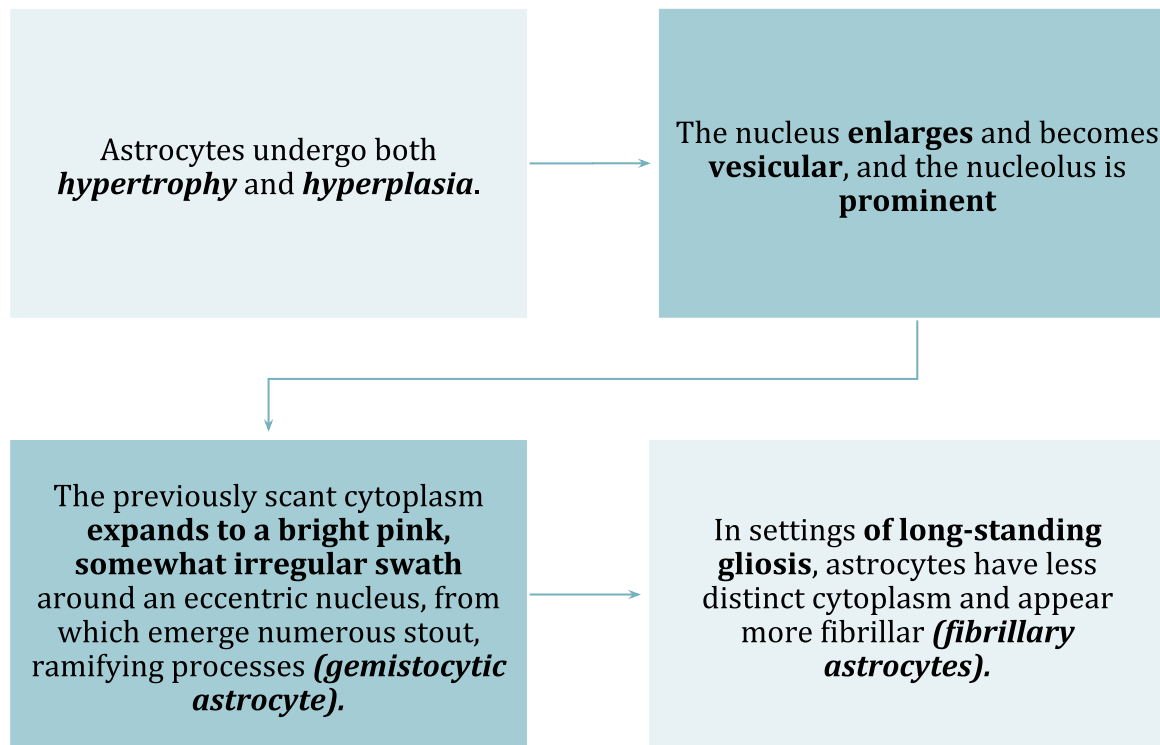 Astrocytes undergo both
hypertrophy and hyperplasia.
The nucleus enlarges and becomes
vesicular, and the nucleolus is
prominent
The previously scant cytoplasm
expands to a bright pink,
somewhat irregular swath
around an eccentric nucleus, from
which emerge numerous stout,
ramifying processes (gemistocytic
astrocyte).
In settings of long-standing
gliosis, astrocytes have less
distinct cytoplasm and appear
more fibrillar (fibrillary
astrocytes).